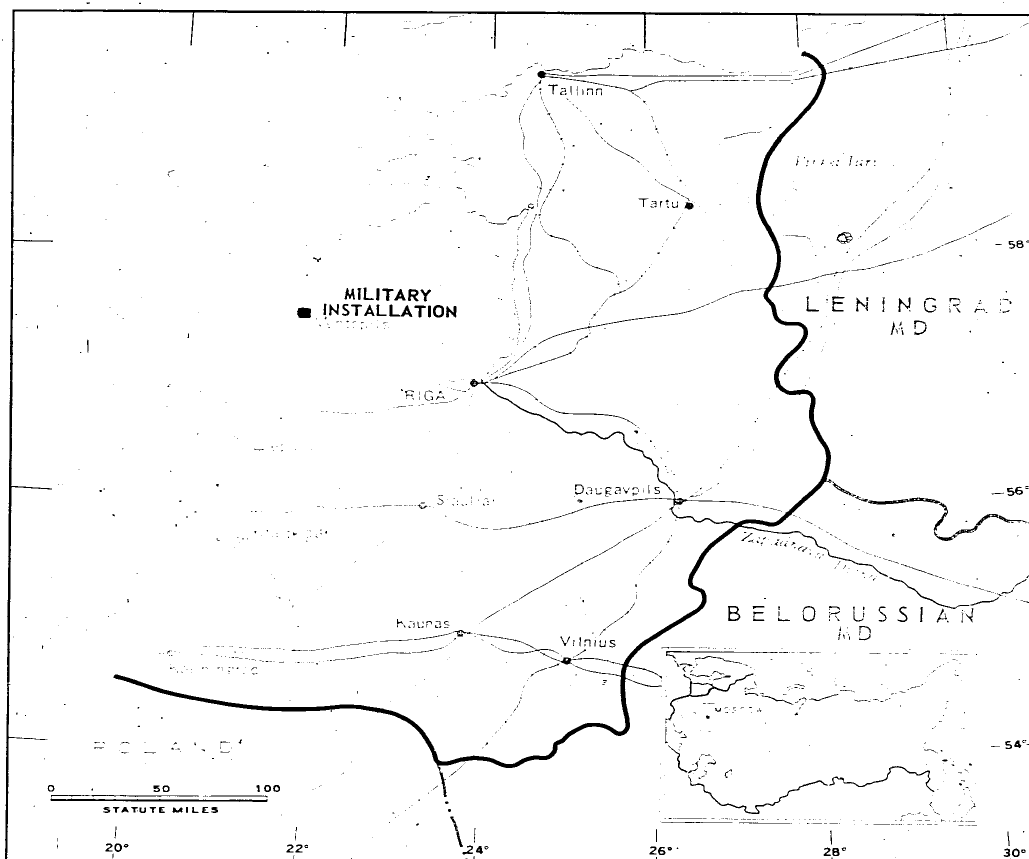 Tallinn
Tartu
58°
MILITARY
INSTALLATION
LENINGRAD
MD
RIGA
Daugavpils
56°
BELORUSSIAN
MD
Kaunas
Vilnius
MOSCOW
POLAND
54°
0 50 100
STATUTE MILES
20° 22° 24° 26° 28° 30°